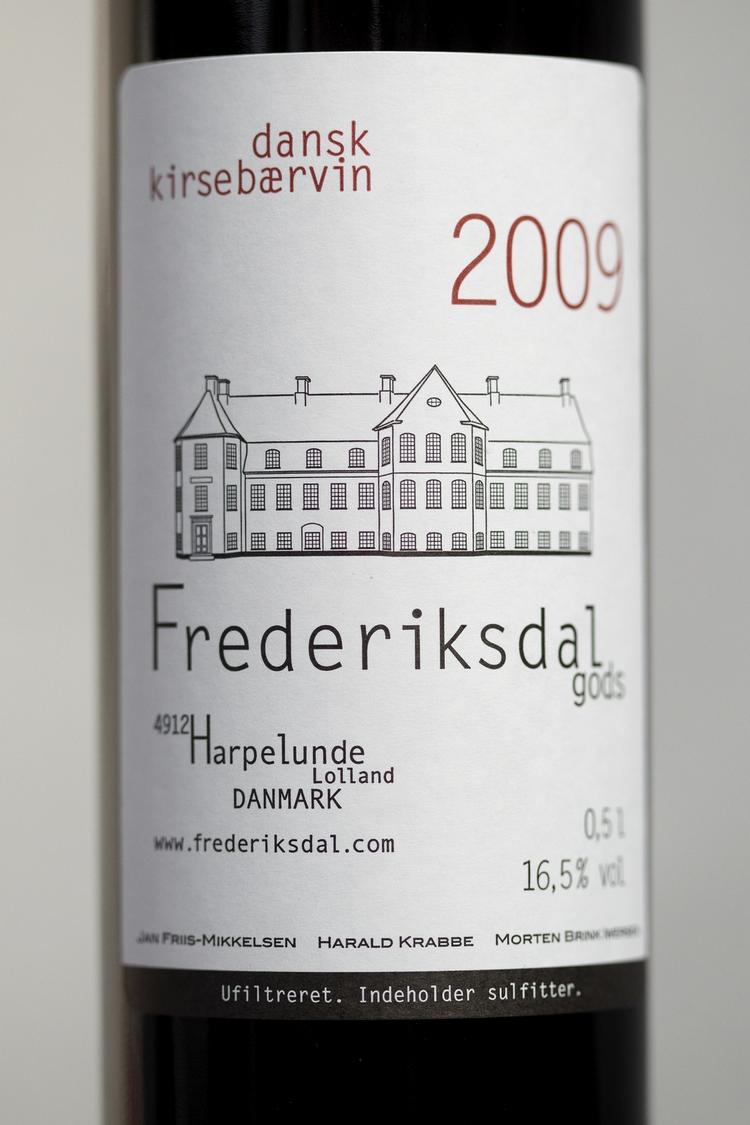 dansk
kirsebærvin
2009
Frederiksdal
gods
4912 Harpelunde
Lolland
DANMARK
www.frederiksdal.com
0,5 l
16,5% vol.
JAN FRIIS-MIKKELSEN HARALD KRABBE MORTEN BRINK
Ufiltreret. Indeholder sulfitter.